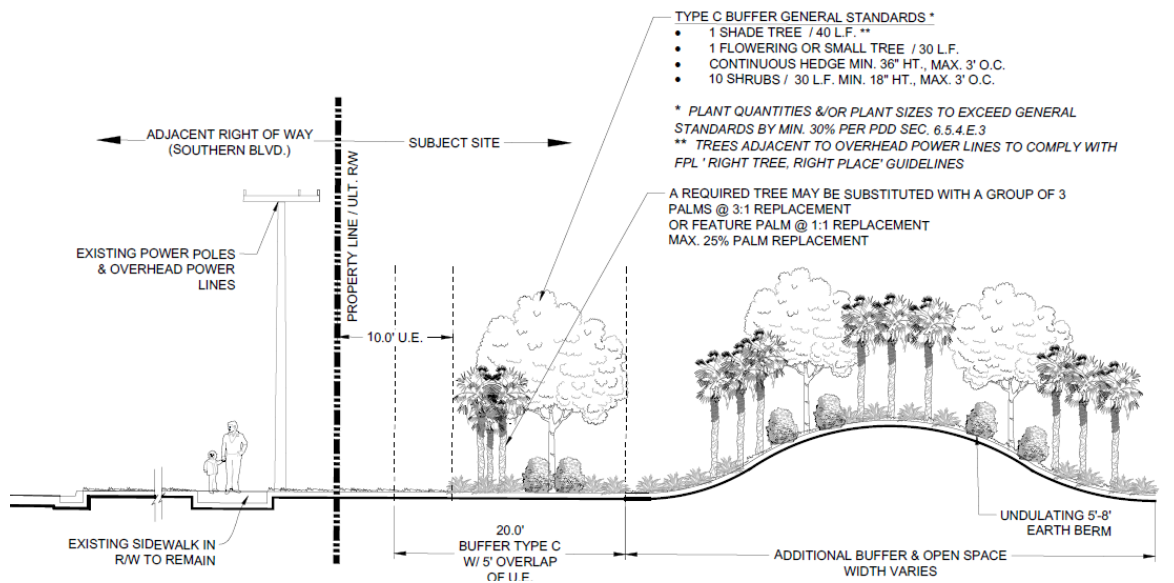 TYPE C BUFFER GENERAL STANDARDS *
• 1 SHADE TREE / 40 L.F. **
• 1 FLOWERING OR SMALL TREE / 30 L.F.
• CONTINUOUS HEDGE MIN. 36" HT., MAX. 3' O.C.
• 10 SHRUBS / 30 L.F. MIN. 18" HT., MAX. 3' O.C.
* PLANT QUANTITIES &/OR PLANT SIZES TO EXCEED GENERAL
STANDARDS BY MIN. 30% PER PDD SEC. 6.5.4.E.3
** TREES ADJACENT TO OVERHEAD POWER LINES TO COMPLY WITH
FPL ' RIGHT TREE, RIGHT PLACE' GUIDELINES
ADJACENT RIGHT OF WAY
(SOUTHERN BLVD.)
SUBJECT SITE
A REQUIRED TREE MAY BE SUBSTITUTED WITH A GROUP OF 3
PALMS @ 3:1 REPLACEMENT
OR FEATURE PALM @ 1:1 REPLACEMENT
MAX. 25% PALM REPLACEMENT
EXISTING POWER POLES
& OVERHEAD POWER
LINES
PROPERTY LINE / ULT. R/W
10.0' U.E.
EXISTING SIDEWALK IN
R/W TO REMAIN
20.0'
BUFFER TYPE C
W/ 5' OVERLAP
OF U.E.
UNDULATING 5'-8'
EARTH BERM
ADDITIONAL BUFFER & OPEN SPACE
WIDTH VARIES